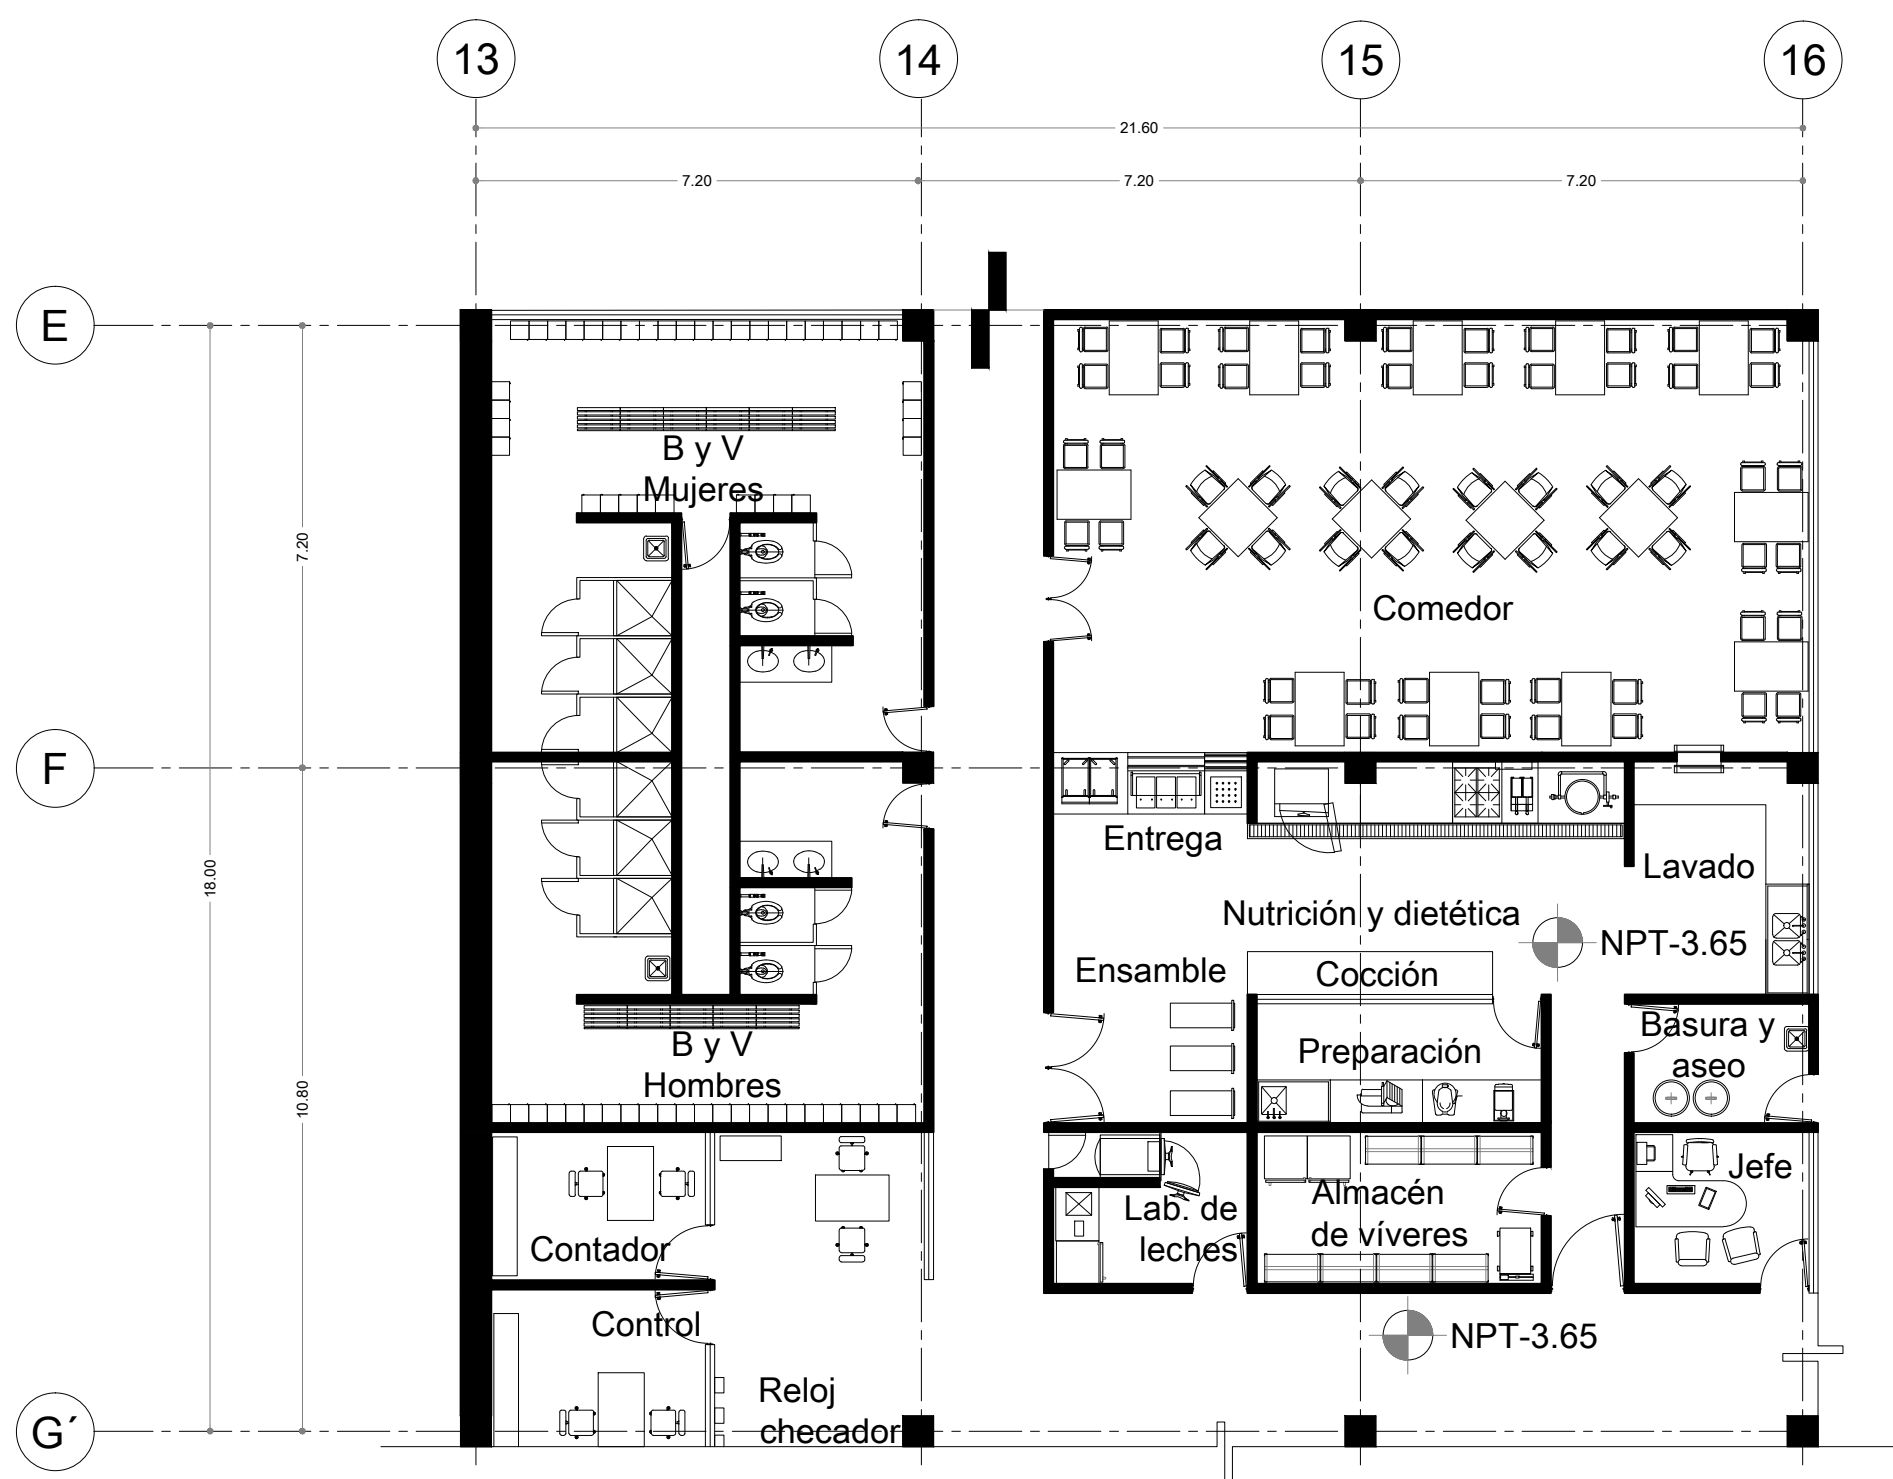 13
14
15
16
21.60
7.20
7.20
7.20
E
B y V
Mujeres
7.20
Comedor
F
Entrega
Lavado
18.00
Nutrición y dietética
NPT-3.65
Ensamble
Cocción
Basura y
aseo
B y V
Hombres
Preparación
10.80
Jefe
Almacén
de víveres
Lab. de
leches
Contador
Control
NPT-3.65
Reloj
checador
G´